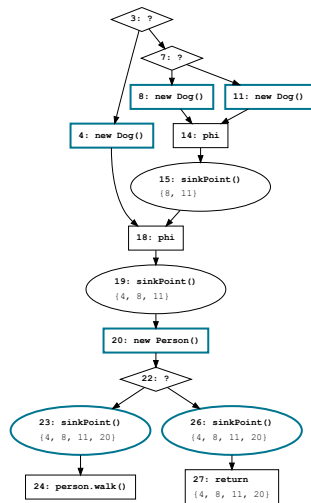 3: ?
7: ?
8: new Dog()
11: new Dog()
4: new Dog()
14: phi
15: sinkPoint()
{8, 11}
18: phi
19: sinkPoint()
{4, 8, 11}
20: new Person()
22: ?
23: sinkPoint()
{4, 8, 11, 20}
26: sinkPoint()
{4, 8, 11, 20}
24: person.walk()
27: return
{4, 8, 11, 20}